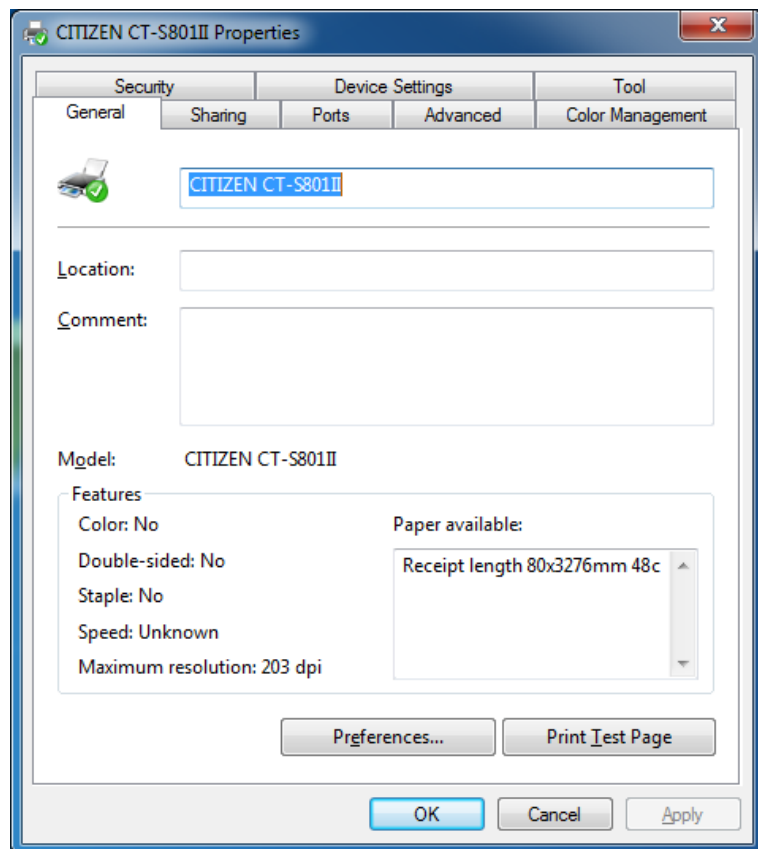 CITIZEN CT-S801II Properties
Security Device Settings Tool
General Sharing Ports Advanced Color Management
CITIZEN CT-S801II
Location:
Comment:
Model: CITIZEN CT-S801II
Features
Color: No Paper available:
Double-sided: No Receipt length 80x3276mm 48c
Staple: No
Speed: Unknown
Maximum resolution: 203 dpi
Preferences... Print Test Page
OK Cancel Apply